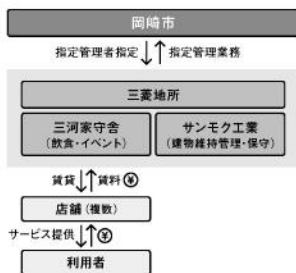 岡崎市
指定管理者指定 指定管理業務
三菱地所
三河家守舎 サンモク工業
(飲食・イベント) (建物維持管理・保守)
賃貸 賃料¥
店舗(複数)
サービス提供 ¥
利用者